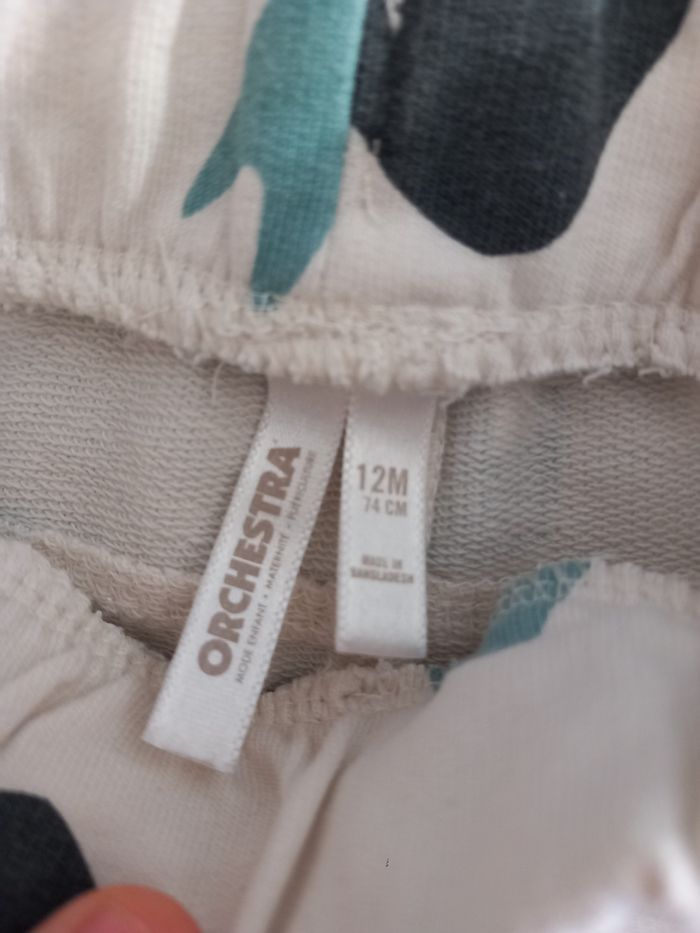 ORCHESTRA
MODE ENFANT • MATERNITÉ • PUÉRICULTURE
12M
74 CM
MADE IN
BANGLADESH